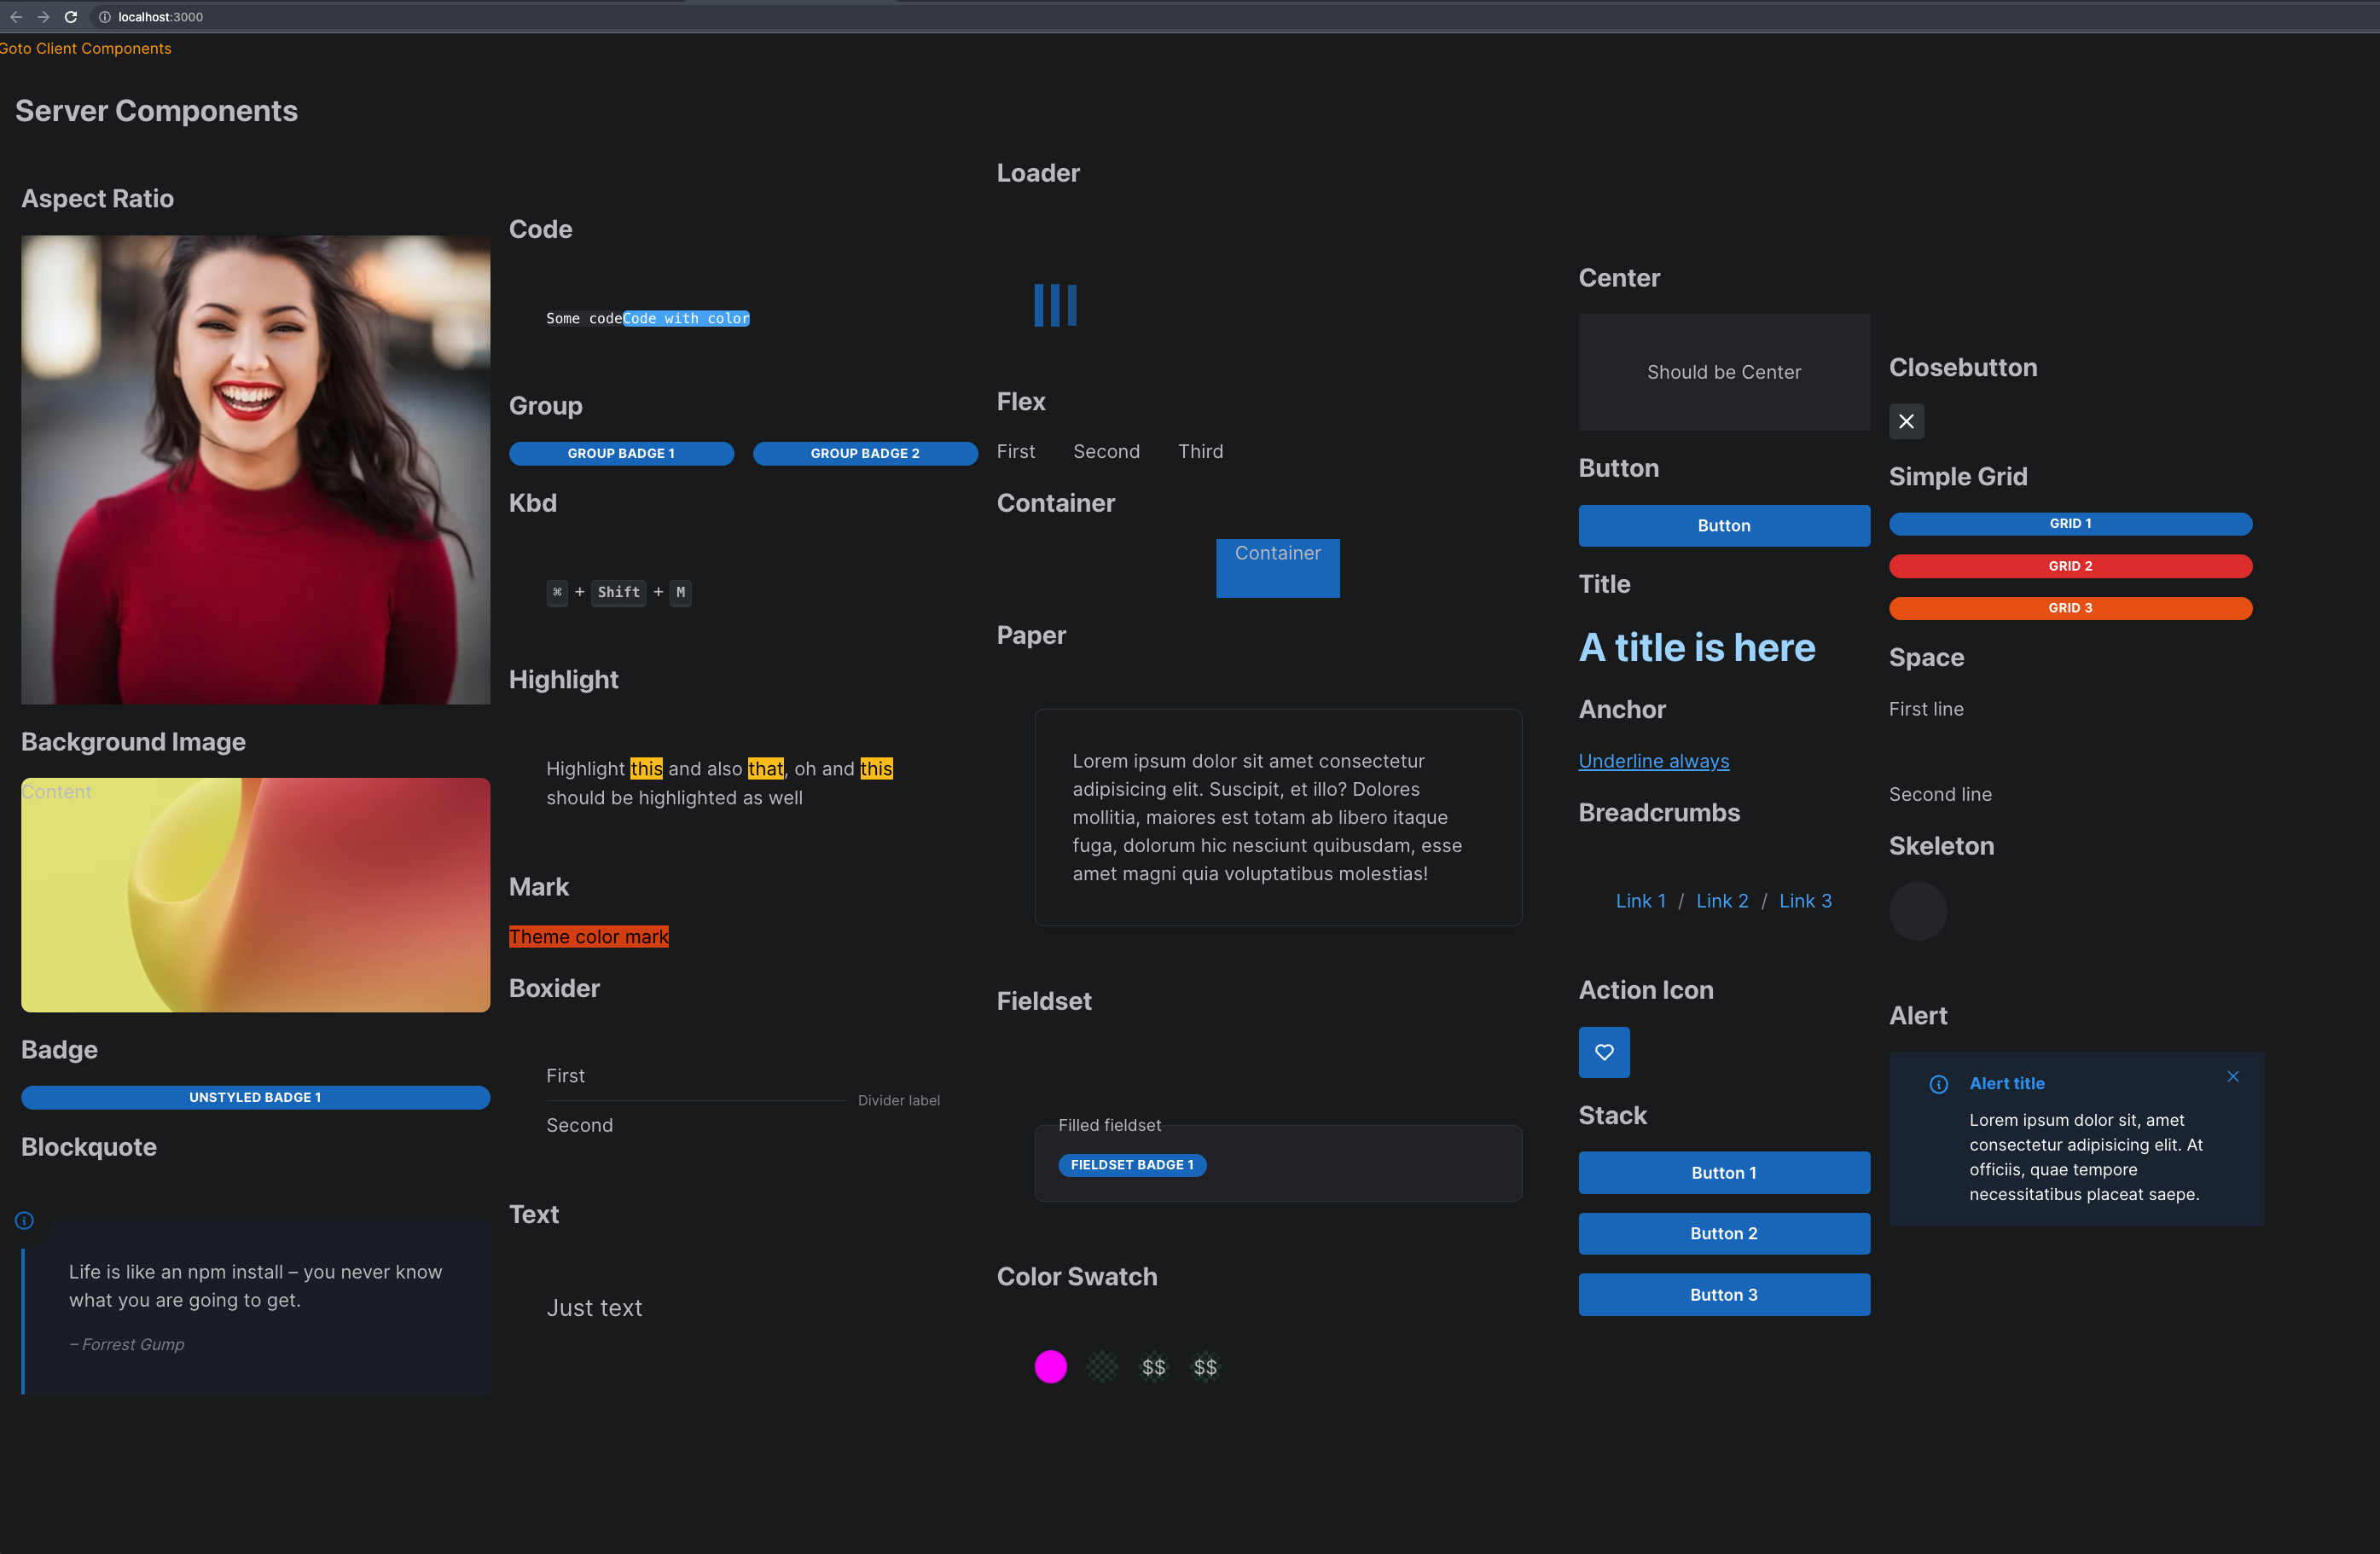 localhost:3000
Goto Client Components
Server Components
Aspect Ratio
Background Image
Content
Badge
UNSTYLED BADGE 1
Blockquote
Life is like an npm install – you never know
what you are going to get.
– Forrest Gump
Code
Some codeCode with color
Group
GROUP BADGE 1
GROUP BADGE 2
Kbd
⌘ + Shift + M
Highlight
Highlight this and also that, oh and this
should be highlighted as well
Mark
Theme color mark
Boxider
First
Divider label
Second
Text
Just text
Loader
Flex
First Second Third
Container
Container
Paper
Lorem ipsum dolor sit amet consectetur
adipisicing elit. Suscipit, et illo? Dolores
mollitia, maiores est totam ab libero itaque
fuga, dolorum hic nesciunt quibusdam, esse
amet magni quia voluptatibus molestias!
Fieldset
Filled fieldset
FIELDSET BADGE 1
Color Swatch
$$ $$
Center
Should be Center
Button
Button
Title
A title is here
Anchor
Underline always
Breadcrumbs
Link 1 / Link 2 / Link 3
Action Icon
Stack
Button 1
Button 2
Button 3
Closebutton
Simple Grid
GRID 1
GRID 2
GRID 3
Space
First line
Second line
Skeleton
Alert
Alert title
Lorem ipsum dolor sit, amet
consectetur adipisicing elit. At
officiis, quae tempore
necessitatibus placeat saepe.